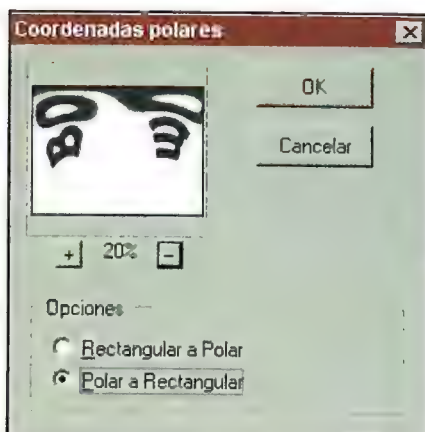 Coordenadas polares
OK
Cancelar
+ 20% -
Opciones
Rectangular a Polar
Polar a Rectangular